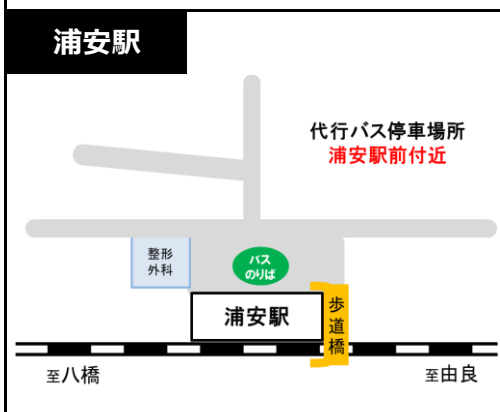 浦安駅
代行バス停車場所
浦安駅前付近
整形
外科
バス
のりば
浦安駅
歩道橋
至八橋
至由良